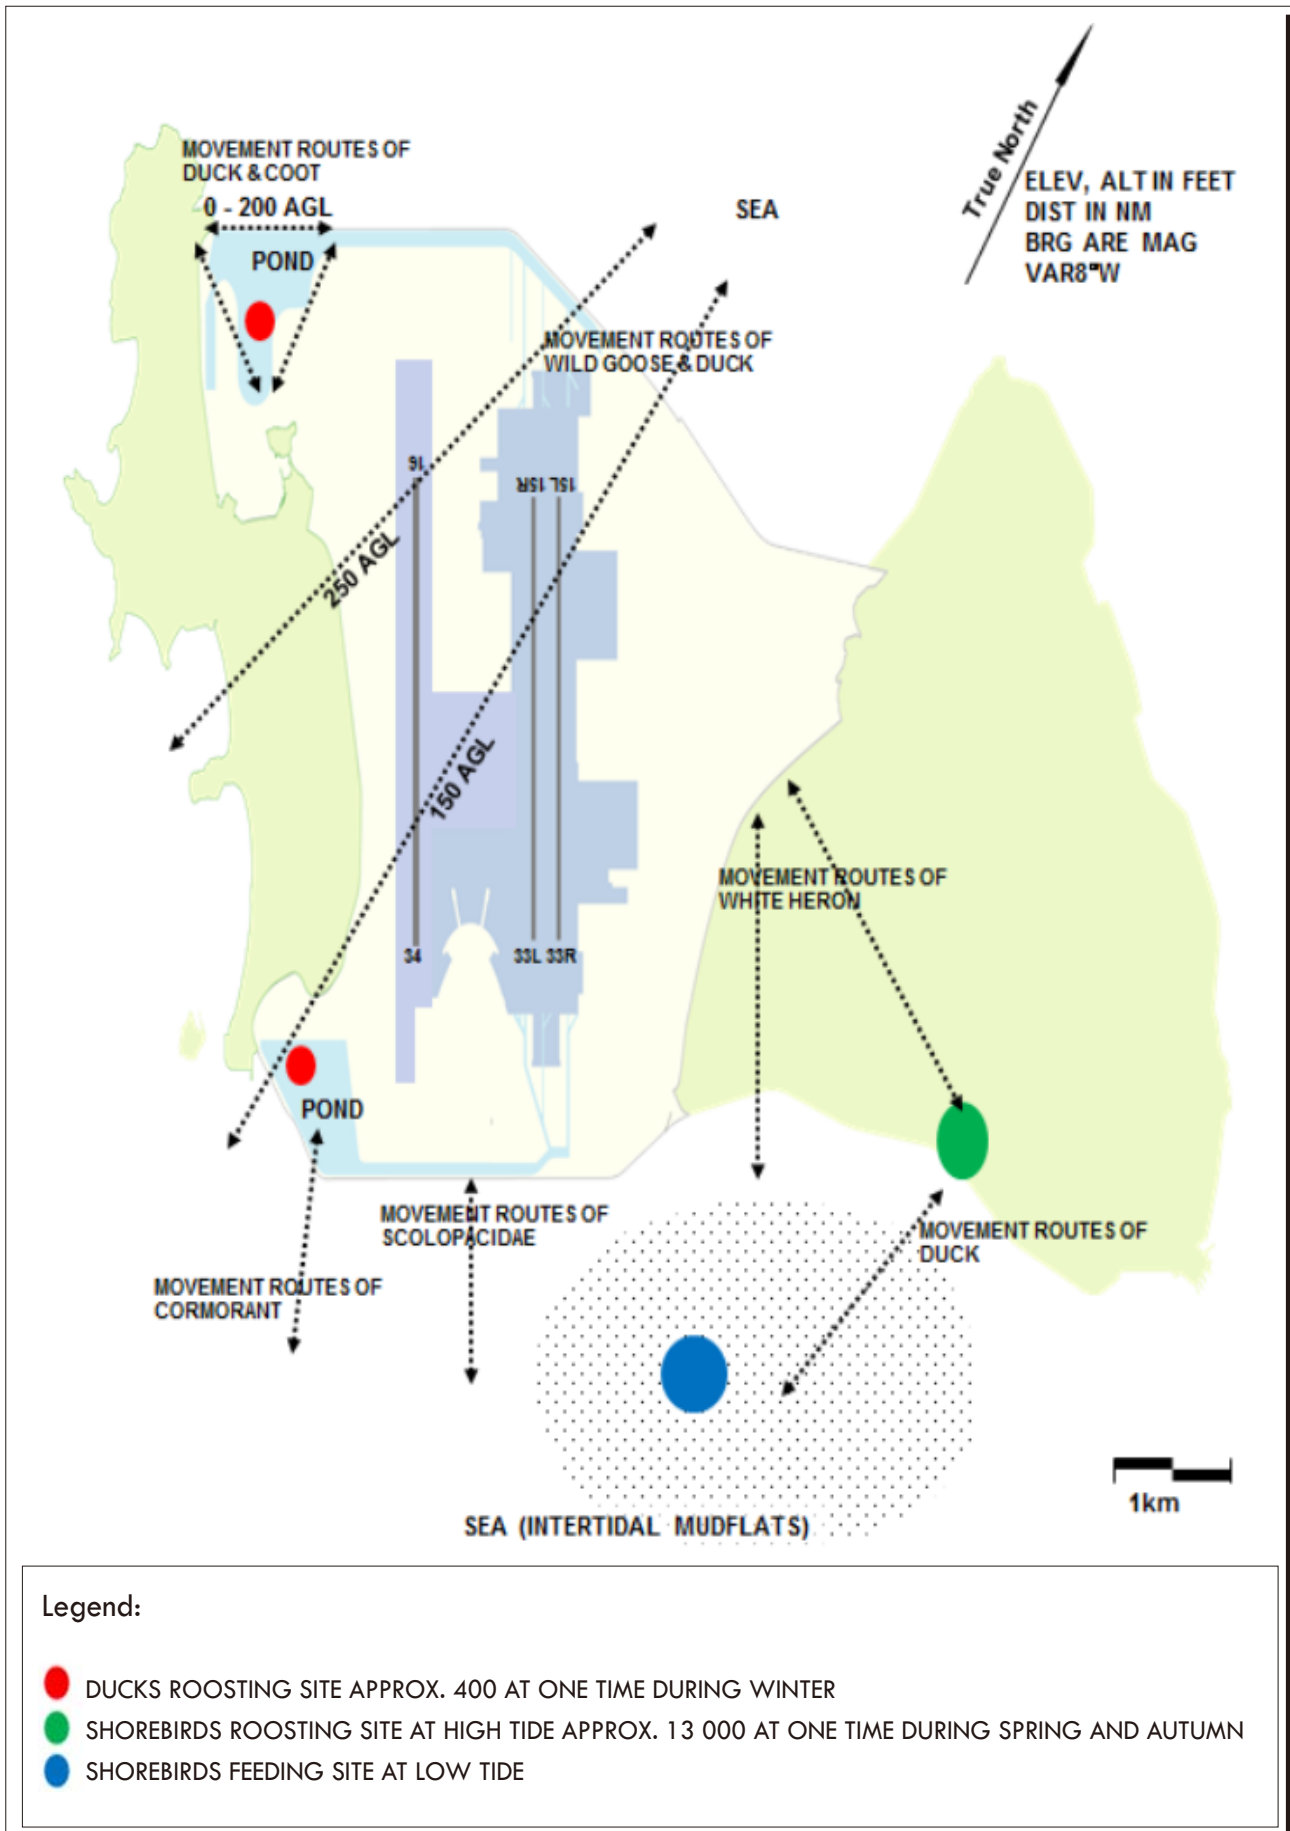 MOVEMENT ROUTES OF
DUCK & COOT
0 - 200 AGL
POND
SEA
True North
ELEV, ALT IN FEET
DIST IN NM
BRG ARE MAG
VAR8°W
MOVEMENT ROUTES OF
WILD GOOSE & DUCK
16
15R 15L
250 AGL
150 AGL
MOVEMENT ROUTES OF
WHITE HERON
34
33L 33R
POND
MOVEMENT ROUTES OF
SCOLOPACIDAE
MOVEMENT ROUTES OF
DUCK
MOVEMENT ROUTES OF
CORMORANT
1km
SEA (INTERTIDAL MUDFLATS)
Legend:
DUCKS ROOSTING SITE APPROX. 400 AT ONE TIME DURING WINTER
SHOREBIRDS ROOSTING SITE AT HIGH TIDE APPROX. 13 000 AT ONE TIME DURING SPRING AND AUTUMN
SHOREBIRDS FEEDING SITE AT LOW TIDE